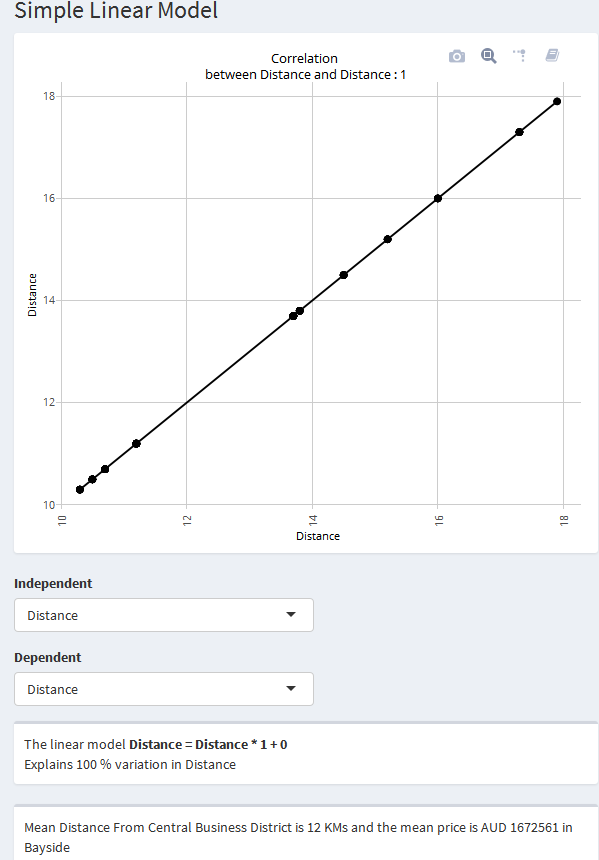 Simple Linear Model
Correlation
between Distance and Distance : 1
18
16
14
12
10
Distance
10
12
14
16
18
Distance
Independent
Distance
Dependent
Distance
The linear model Distance = Distance * 1 + 0
Explains 100 % variation in Distance
Mean Distance From Central Business District is 12 KMs and the mean price is AUD 1672561 in
Bayside